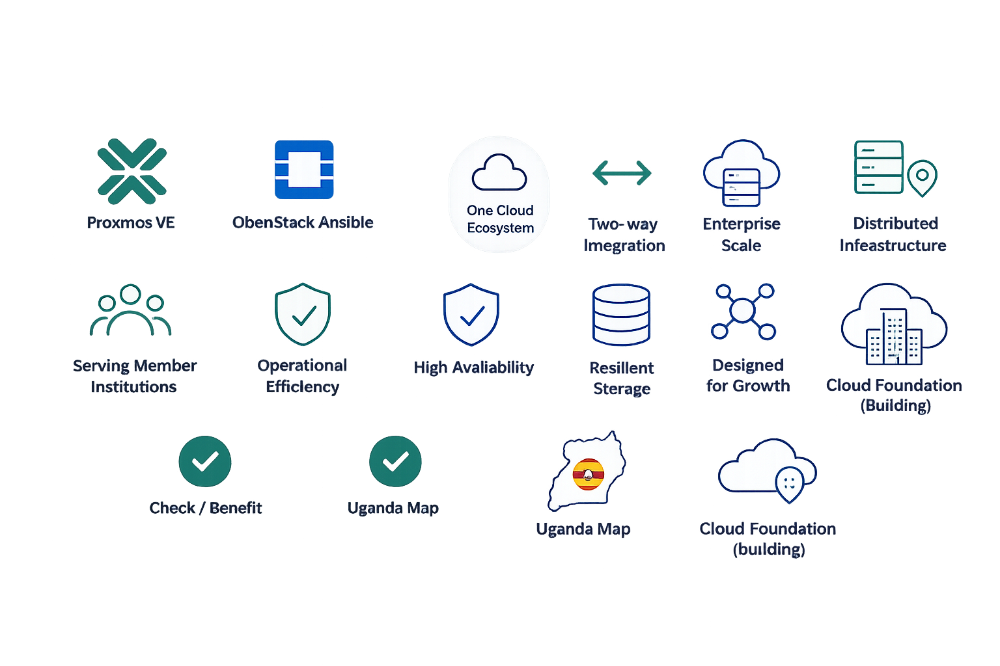 Proxmos VE
ObenStack Ansible
One Cloud
Ecosystem
Two-way
Imegration
Enterprise
Scale
Distributed
Infeastructure
Serving Member
Institutions
Operational
Efficlency
High Avaliability
Resillent
Sterage
Designed
for Growth
Cloud Foundation
(Building)
Check / Benefit
Uganda Map
Uganda Map
Cloud Foundation
(building)